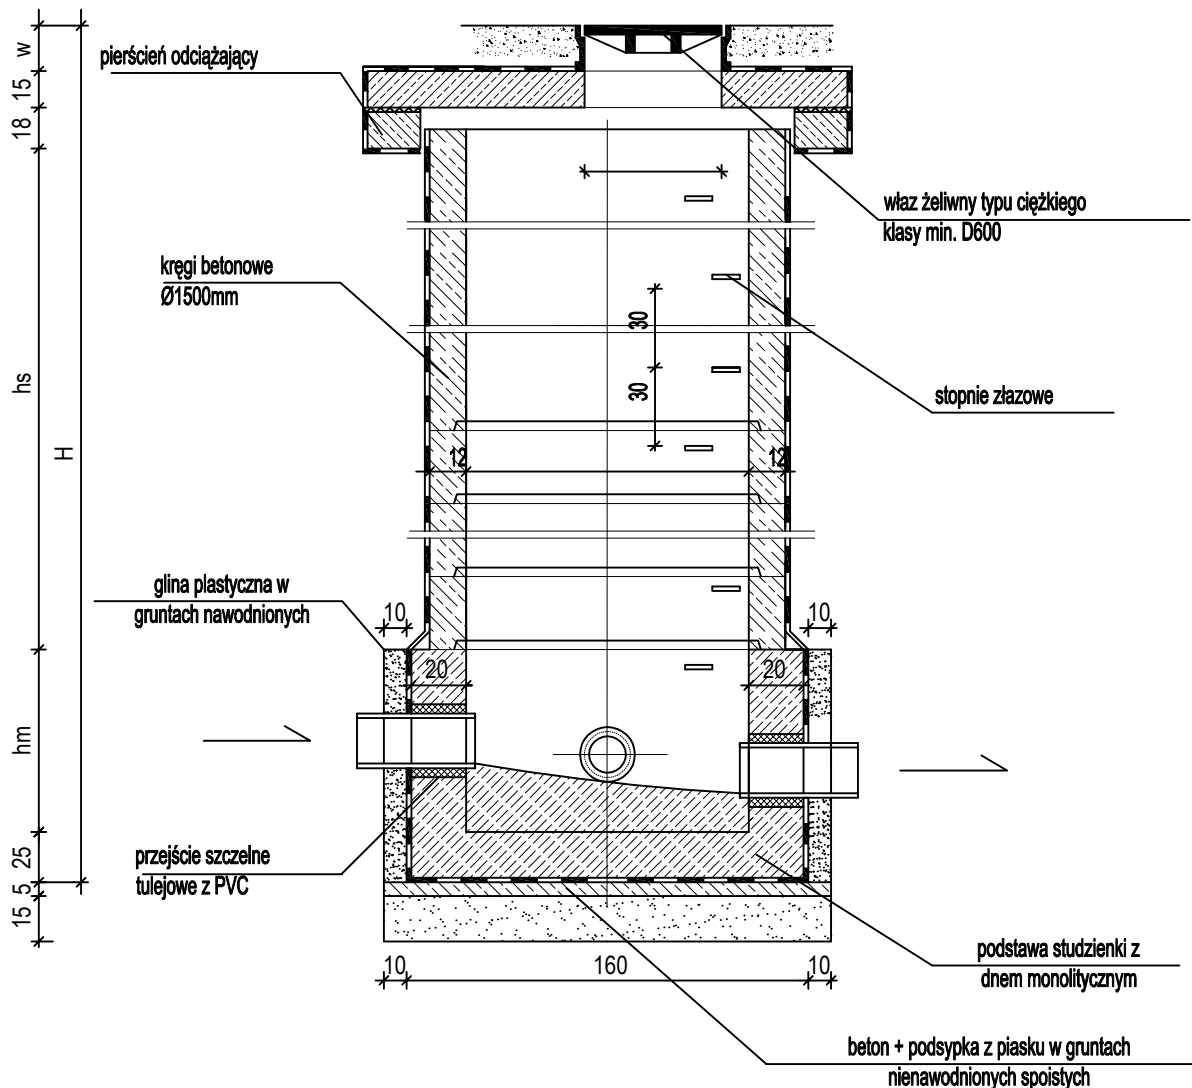 pierścień odciążający
właz żeliwny typu ciężkiego
klasy min. D600
kręgi betonowe
Ø1500mm
stopnie złazowe
glina plastyczna w
gruntach nawodnionych
przejście szczelne
tulejowe z PVC
podstawa studzienki z
dnem monolitycznym
beton + podsypka z piasku w gruntach
nienawodnionych spoistych
w
15
18
hs
H
hm
25
5
15
30
30
12
12
10
10
20
20
10
160
10